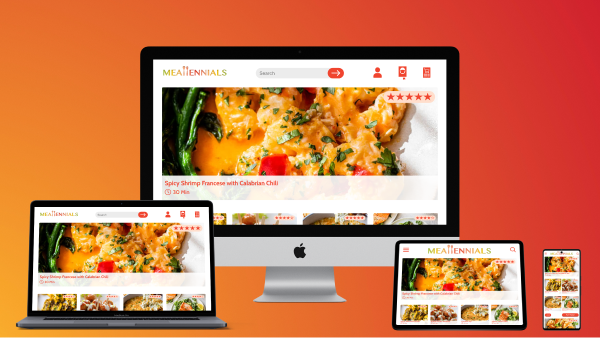 MEALLENNIALS
Search
Spicy Shrimp Francese with Calabrian Chili
30 Min
MEALLENNIALS
Search
Spicy Shrimp Francese with Calabrian Chili
MEALLENNIALS
Spicy Shrimp Francese with Calabrian Chili